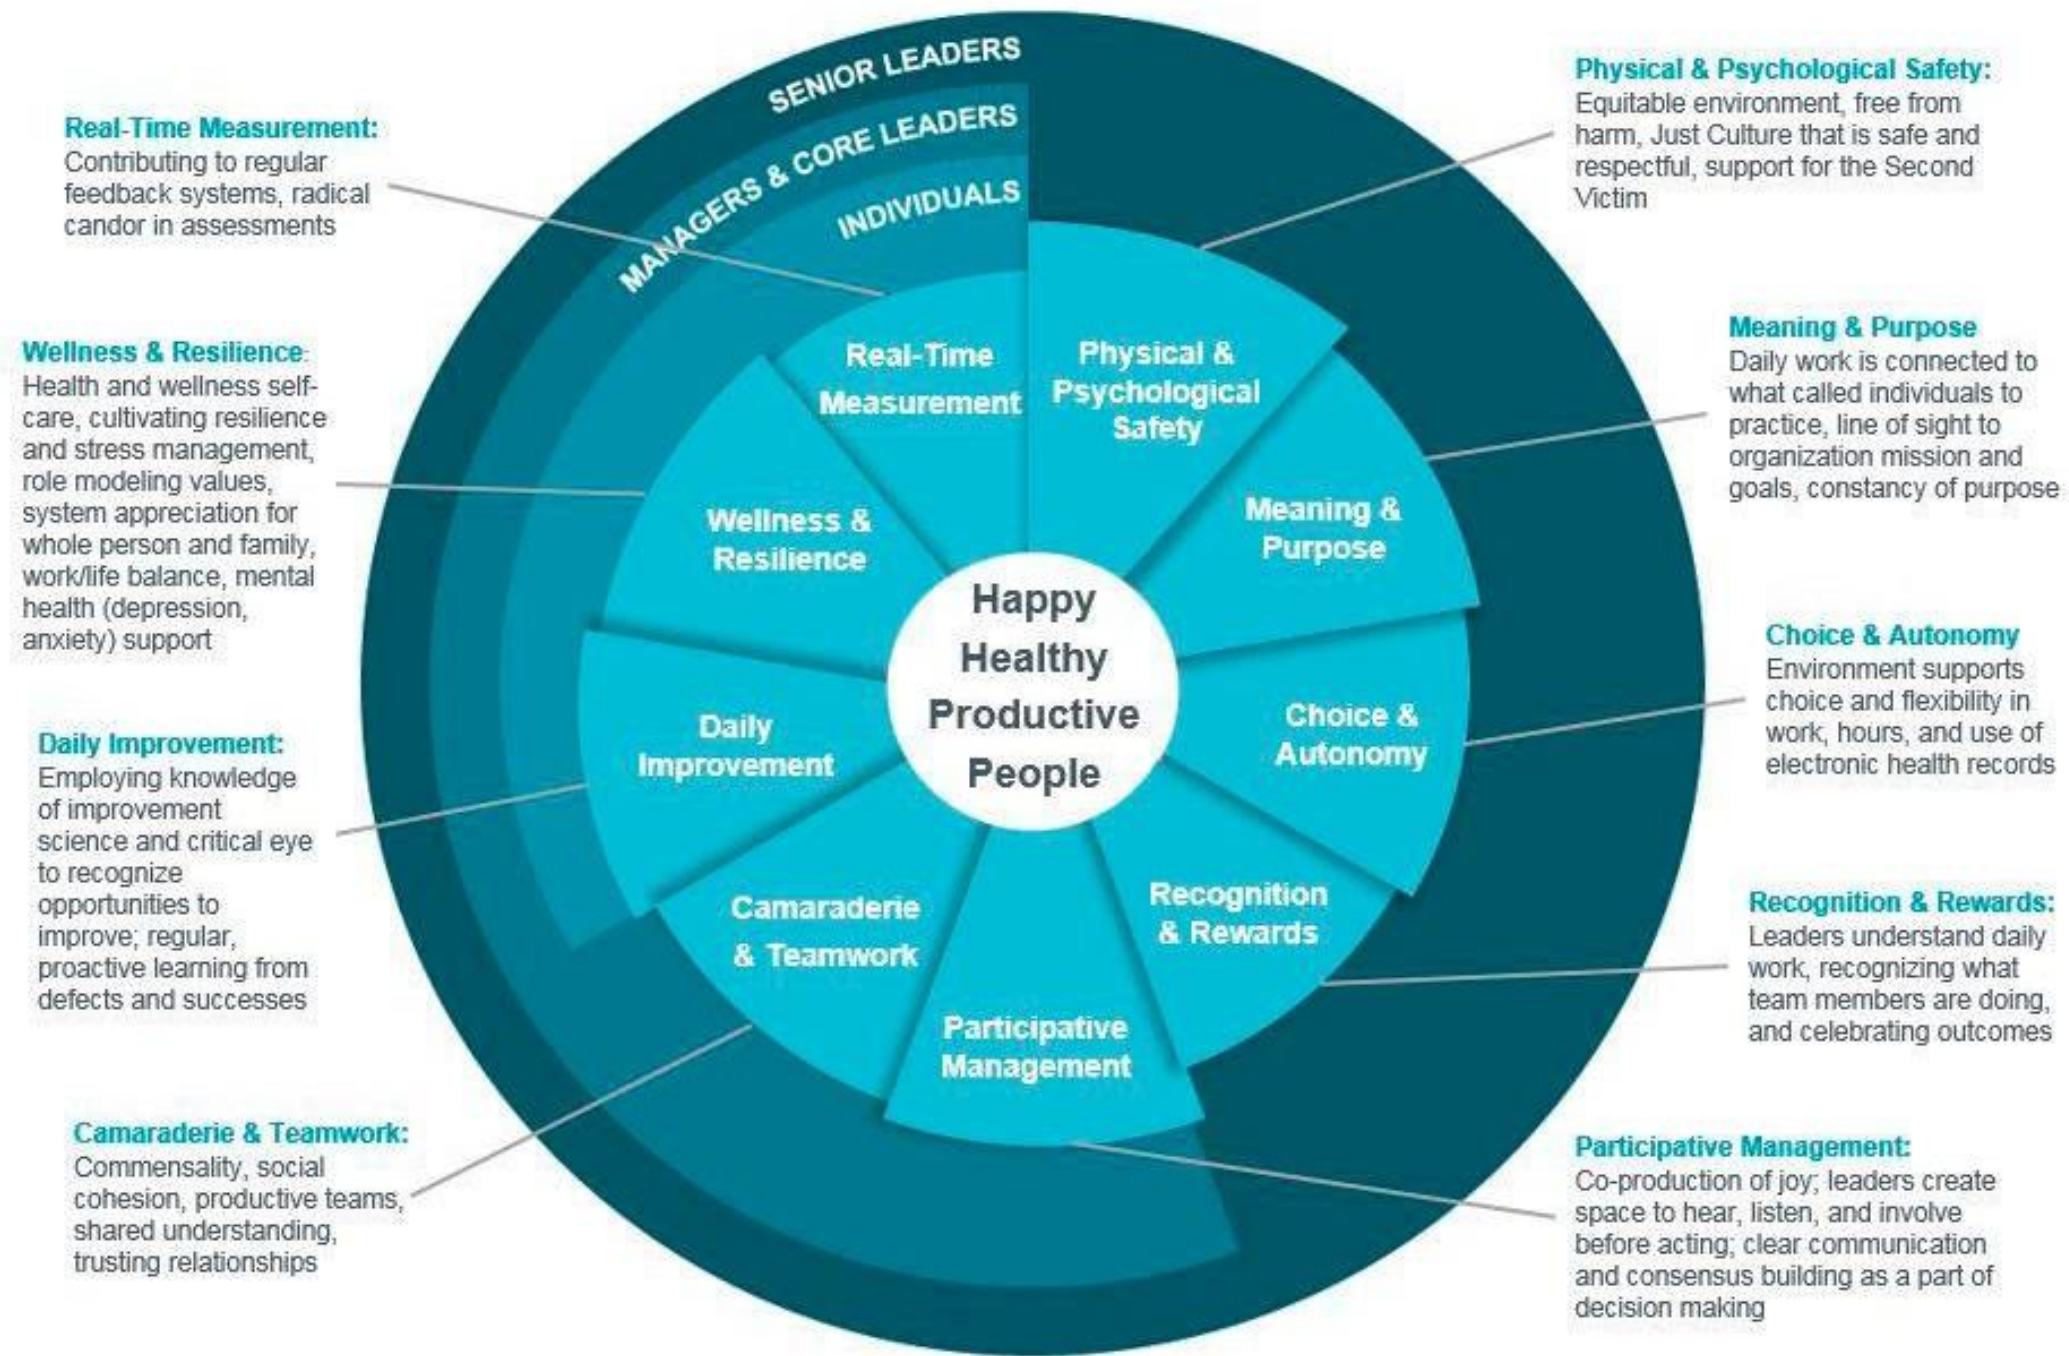 SENIOR LEADERS
MANAGERS & CORE LEADERS
INDIVIDUALS
Real-Time
Measurement
Physical &
Psychological
Safety
Meaning &
Purpose
Choice &
Autonomy
Recognition
& Rewards
Participative
Management
Camaraderie
& Teamwork
Daily
Improvement
Wellness &
Resilience
Happy
Healthy
Productive
People
Physical & Psychological Safety:
Equitable environment, free from
harm, Just Culture that is safe and
respectful, support for the Second
Victim
Meaning & Purpose
Daily work is connected to
what called individuals to
practice, line of sight to
organization mission and
goals, constancy of purpose
Choice & Autonomy
Environment supports
choice and flexibility in
work, hours, and use of
electronic health records
Recognition & Rewards:
Leaders understand daily
work, recognizing what
team members are doing,
and celebrating outcomes
Participative Management:
Co-production of joy; leaders create
space to hear, listen, and involve
before acting; clear communication
and consensus building as a part of
decision making
Camaraderie & Teamwork:
Commensality, social
cohesion, productive teams,
shared understanding,
trusting relationships
Daily Improvement:
Employing knowledge
of improvement
science and critical eye
to recognize
opportunities to
improve; regular,
proactive learning from
defects and successes
Wellness & Resilience:
Health and wellness self-
care, cultivating resilience
and stress management,
role modeling values,
system appreciation for
whole person and family,
work/life balance, mental
health (depression,
anxiety) support
Real-Time Measurement:
Contributing to regular
feedback systems, radical
candor in assessments